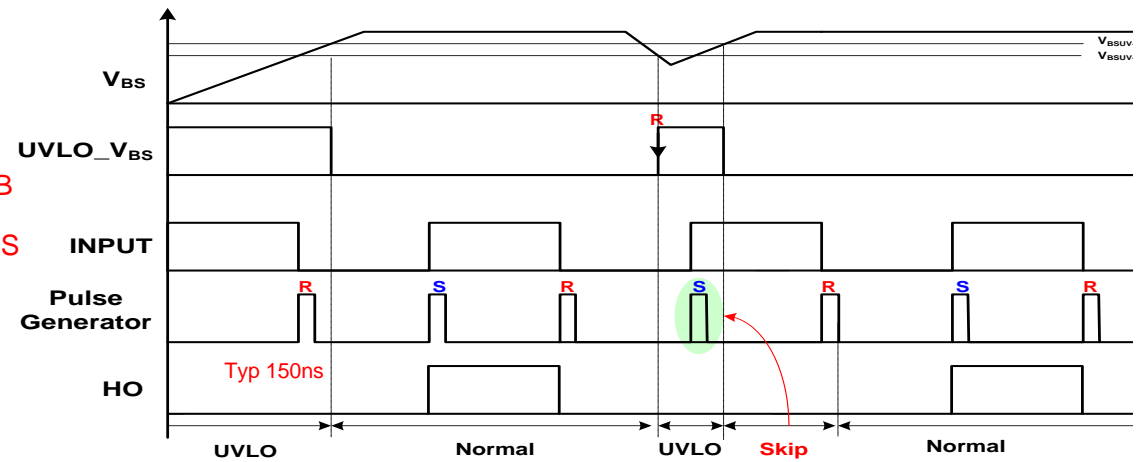 VBSUV
VBSUV
VBS
R
UVLO_VBS
B
S
INPUT
R S R S R S R
Pulse
Generator
Typ 150ns
HO
UVLO Normal UVLO Skip Normal